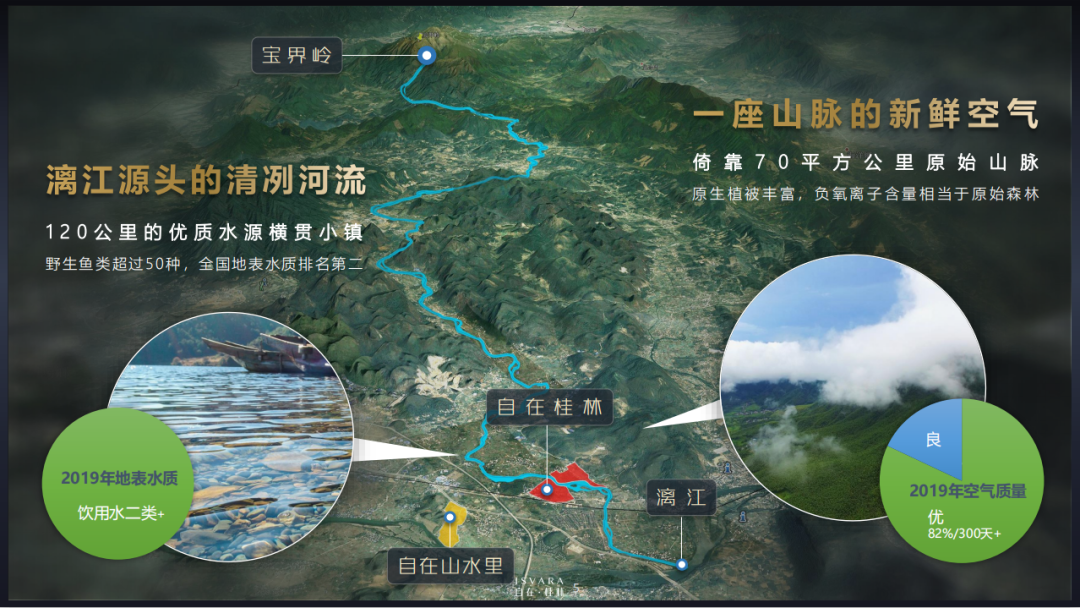 宝界岭
一座山脉的新鲜空气
倚靠70平方公里原始山脉
原生植被丰富，负氧离子含量相当于原始森林
漓江源头的清冽河流
120公里的优质水源横贯小镇
野生鱼类超过50种，全国地表水质排名第二
自在桂林
良
2019年地表水质
饮用水二类+
2019年空气质量
优
82%/300天+
漓江
自在山水里
ISVARA
自在·桂林